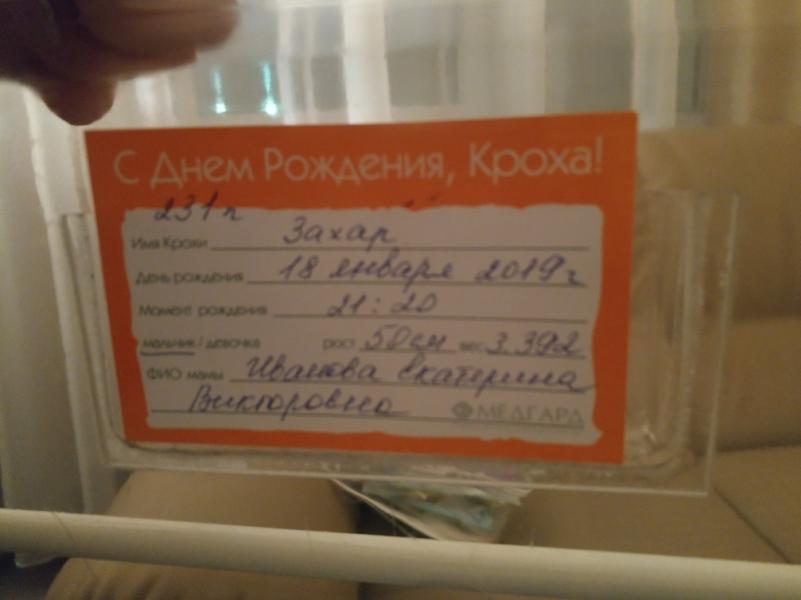 С Днем Рождения, Кроха!
231п
Имя Крохи Захар
День рождения 18 января 2019 г
Момент рождения 21:20
мальчик / девочка рост 50см вес 3.392
ФИО мамы Иванова Екатерина
Викторовна МЕДГАРД